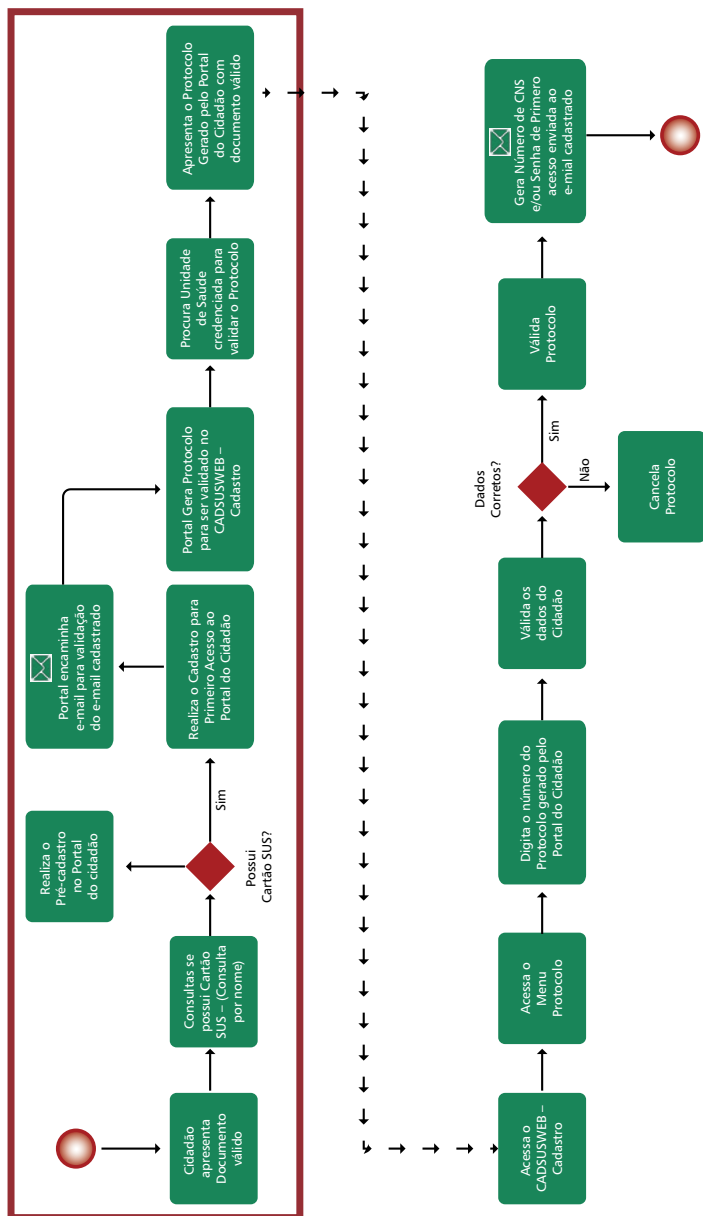 Cidadão
apresenta
Documento
válido
Consultas se
possui Cartão
SUS – (Consulta
por nome)
Possui
Cartão SUS?
Realiza o
Pré-cadastro
no Portal
do cidadão
Sim
Realiza o Cadastro para
Primeiro Acesso ao
Portal do Cidadão
Portal encaminha
e-mail para validação
do e-mail cadastrado
Portal Gera Protocolo
para ser validado no
CADSUSWEB –
Cadastro
Procura Unidade
de Saúde
credenciada para
validar o Protocolo
Apresenta o Protocolo
Gerado pelo Portal
do Cidadão com
documento válido
Acessa o
CADSUSWEB –
Cadastro
Acessa o
Menu
Protocolo
Digita o número do
Protocolo gerado pelo
Portal do Cidadão
Válida os
dados do
Cidadão
Dados
Corretos?
Sim
Não
Cancela
Protocolo
Válida
Protocolo
Gera Número de CNS
e/ou Senha de Primero
acesso enviada ao
e-mial cadastrado